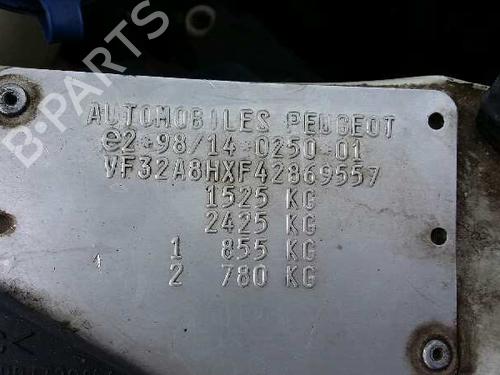 B-PARTS
AUTOMOBILES PEUGEOT
e2*98/14*0250*01
VF32A8HXF42869557
1525 KG
2425 KG
1 855 KG
2 780 KG